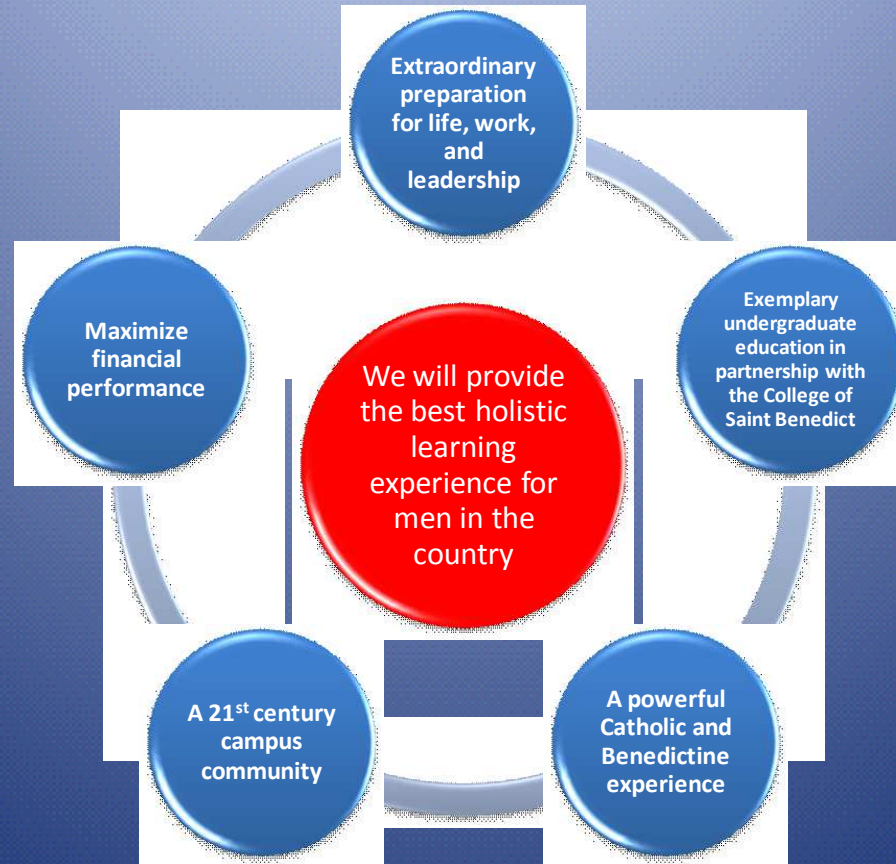 Extraordinary
preparation
for life, work,
and
leadership
Maximize
financial
performance
Exemplary
undergraduate
education in
partnership with
the College of
Saint Benedict
We will provide
the best holistic
learning
experience for
men in the
country
A 21st century
campus
community
A powerful
Catholic and
Benedictine
experience